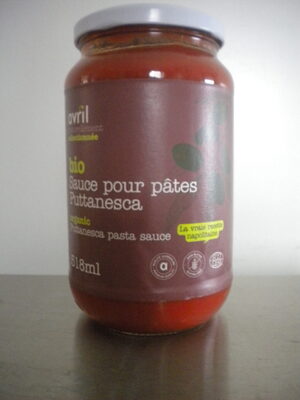 avril
bio
Sauce pour pâtes
Puttanesca
organic
Puttanesca pasta sauce
La vraie recette
napolitaine
518ml
a